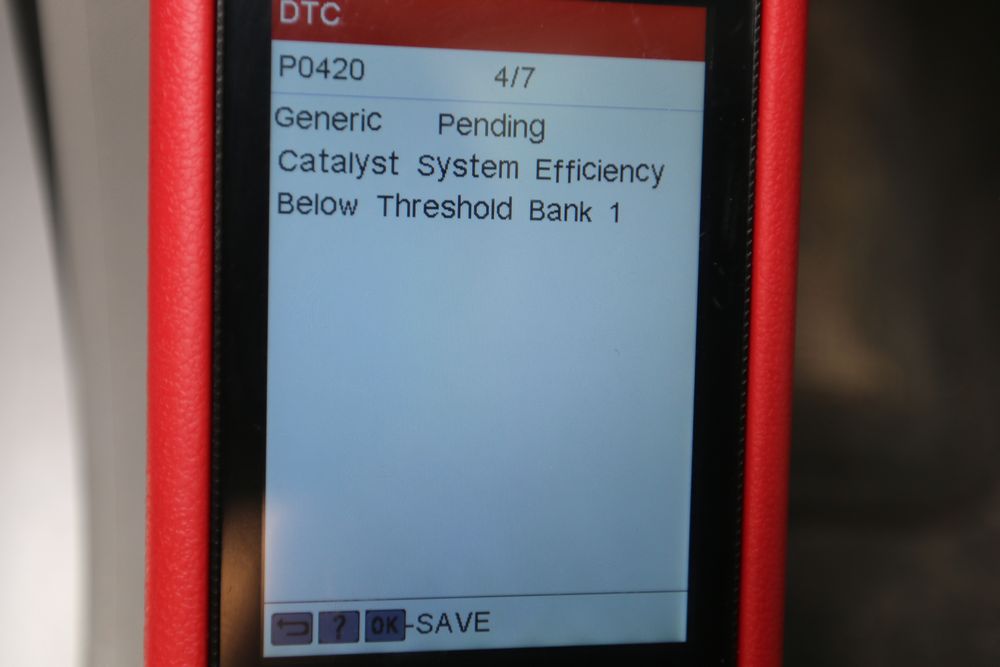 DTC
P0420 4/7
Generic Pending
Catalyst System Efficiency
Below Threshold Bank 1
? OK-SAVE